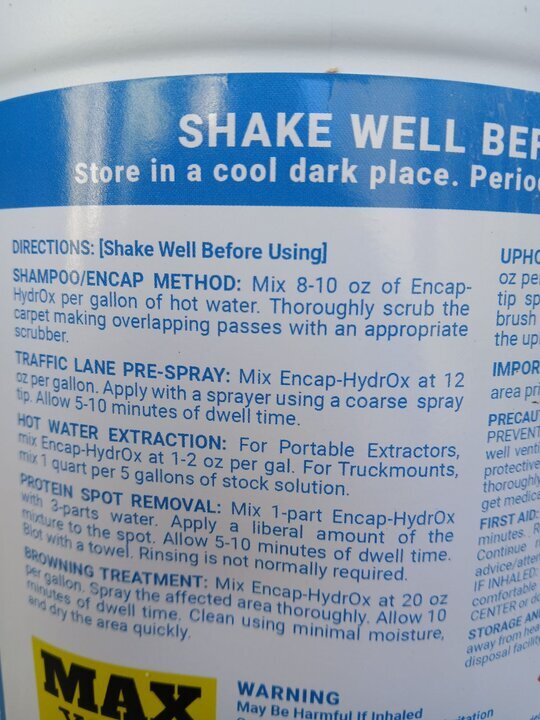 SHAKE WELL BEF
Store in a cool dark place. Perio
DIRECTIONS: [Shake Well Before Using]
SHAMPOO/ENCAP METHOD: Mix 8-10 oz of Encap-
HydrOx per gallon of hot water. Thoroughly scrub the
carpet making overlapping passes with an appropriate
scrubber.
TRAFFIC LANE PRE-SPRAY: Mix Encap-HydrOx at 12
oz per gallon. Apply with a sprayer using a coarse spray
tip. Allow 5-10 minutes of dwell time.
HOT WATER EXTRACTION: For Portable Extractors,
mix Encap-HydrOx at 1-2 oz per gal. For Truckmounts,
mix 1 quart per 5 gallons of stock solution.
PROTEIN SPOT REMOVAL: Mix 1-part Encap-HydrOx
with 3-parts water. Apply a liberal amount of the
mixture to the spot. Allow 5-10 minutes of dwell time.
Blot with a towel. Rinsing is not normally required.
BROWNING TREATMENT: Mix Encap-HydrOx at 20 oz
per gallon. Spray the affected area thoroughly. Allow 10
minutes of dwell time. Clean using minimal moisture,
and dry the area quickly.
UPHO
oz pe
tip sp
brush
the up
IMPOR
area pri
PRECAUT
PREVENT
well venti
protective
thoroughly
get medic
FIRST AID:
minutes. R
Continue
advice/atten
IF INHALED
comfortable
CENTER or do
STORAGE AN
away from hea
disposal facility
MAX
WARNING
May Be Harmful If Inhaled